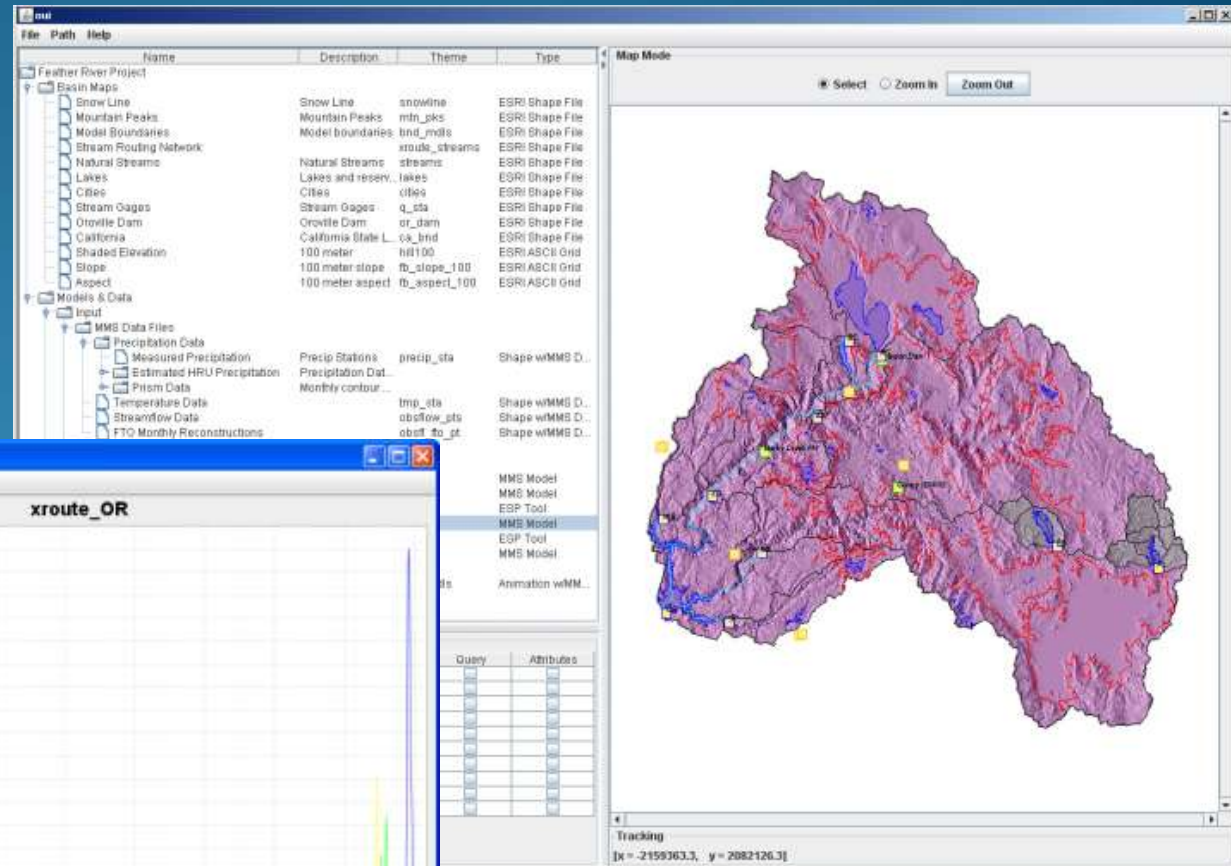 oui
File Path Help
Name Description Theme Type
Feather River Project
Basin Maps
Snow Line Snow Line snowline ESRI Shape File
Mountain Peaks Mountain Peaks mtn_pks ESRI Shape File
Model Boundaries Model boundaries bnd_mdls ESRI Shape File
Stream Routing Network xroute_streams ESRI Shape File
Natural Streams Natural Streams streams ESRI Shape File
Lakes Lakes and reserv... lakes ESRI Shape File
Cities Cities cities ESRI Shape File
Stream Gages Stream Gages q_sta ESRI Shape File
Oroville Dam Oroville Dam or_dam ESRI Shape File
California California State L... ca_bnd ESRI Shape File
Shaded Elevation 100 meter hill100 ESRI ASCII Grid
Slope 100 meter slope fb_slope_100 ESRI ASCII Grid
Aspect 100 meter aspect fb_aspect_100 ESRI ASCII Grid
Models & Data
Input
MMS Data Files
Precipitation Data
Measured Precipitation Precip Stations precip_sta Shape w/MMS D...
Estimated HRU Precipitation Precipitation Dat...
Prism Data Monthly contour ...
Temperature Data tmp_sta Shape w/MMS D...
Streamflow Data obsflow_pts Shape w/MMS D...
FTO Monthly Reconstructions obsfl_fto_pt Shape w/MMS D...
MMS Model
MMS Model
ESP Tool
MMS Model
ESP Tool
MMS Model
Animation w/MM...
Query Attributes
xroute_OR
Map Mode
Select Zoom In Zoom Out
Tracking
[x = -2159363.3, y = 2082126.3]